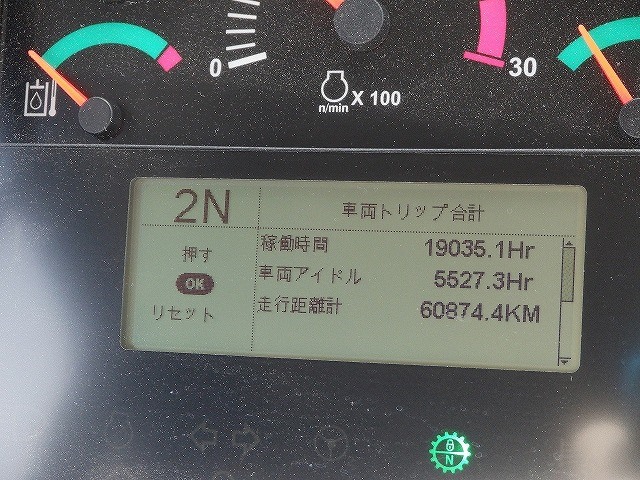 0
30
n/min X 100
2N
車両トリップ合計
押す
OK
リセット
稼働時間 19035.1Hr
車両アイドル 5527.3Hr
走行距離計 60874.4KM
N